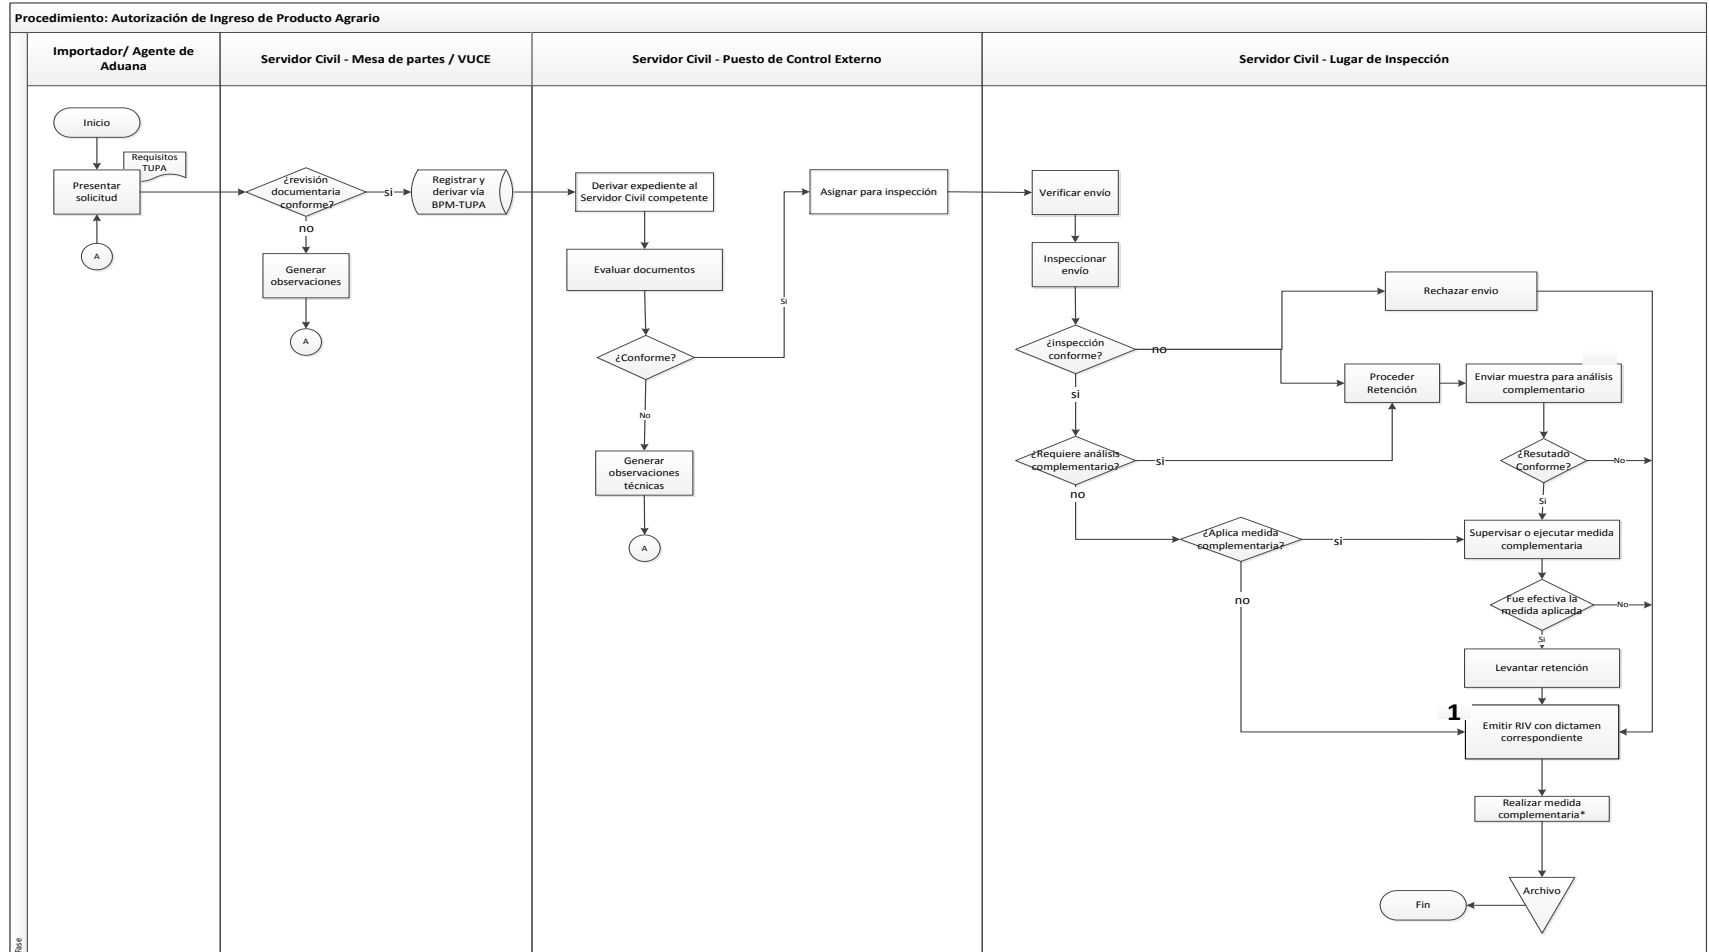 Procedimiento: Autorización de Ingreso de Producto Agrario
Importador/ Agente de
Aduana
Servidor Civil - Mesa de partes / VUCE
Servidor Civil - Puesto de Control Externo
Servidor Civil - Lugar de Inspección
Inicio
Requisitos
TUPA
Presentar
solicitud
A
¿revisión
documentaria
conforme?
si
no
Registrar y
derivar vía
BPM-TUPA
Generar
observaciones
A
Derivar expediente al
Servidor Civil competente
Evaluar documentos
¿Conforme?
Si
No
Generar
observaciones
técnicas
A
Asignar para inspección
Verificar envío
Inspeccionar
envío
¿inspección
conforme?
no
si
Rechazar envio
Proceder
Retención
Enviar muestra para análisis
complementario
¿Requiere análisis
complementario?
si
no
¿Resutado
Conforme?
No
Si
¿Aplica medida
complementaria?
si
no
Supervisar o ejecutar medida
complementaria
Fue efectiva la
medida aplicada
No
Si
Levantar retención
1
Emitir RIV con dictamen
correspondiente
Realizar medida
complementaria*
Archivo
Fin
Fase